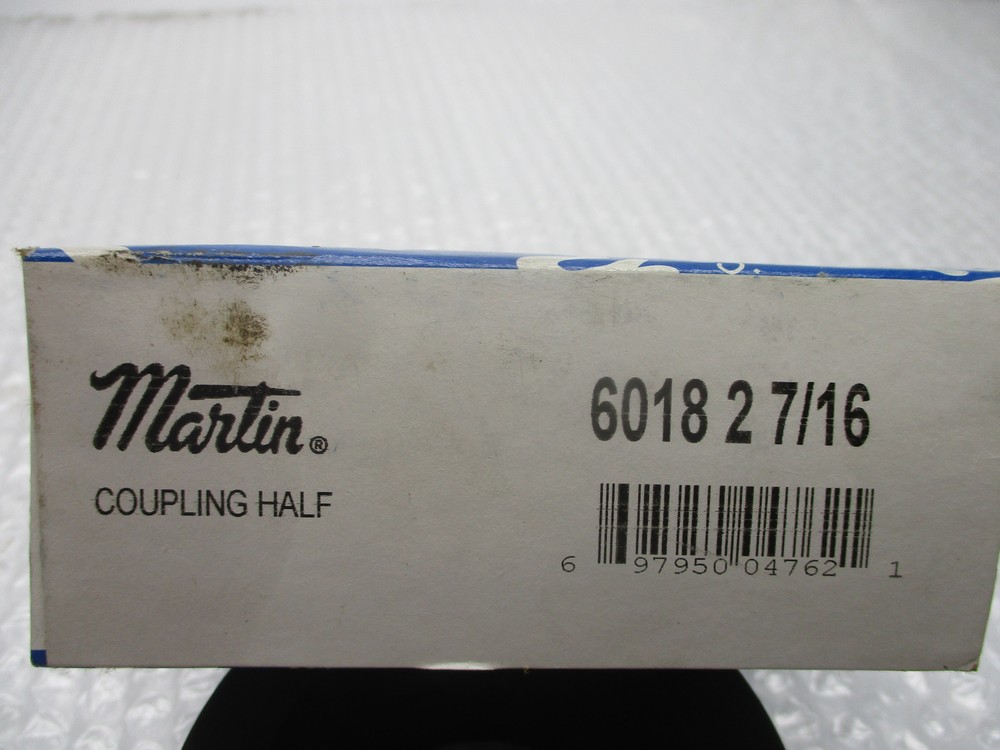 Martin®
COUPLING HALF
6018 2 7/16
6 97950 04762 1